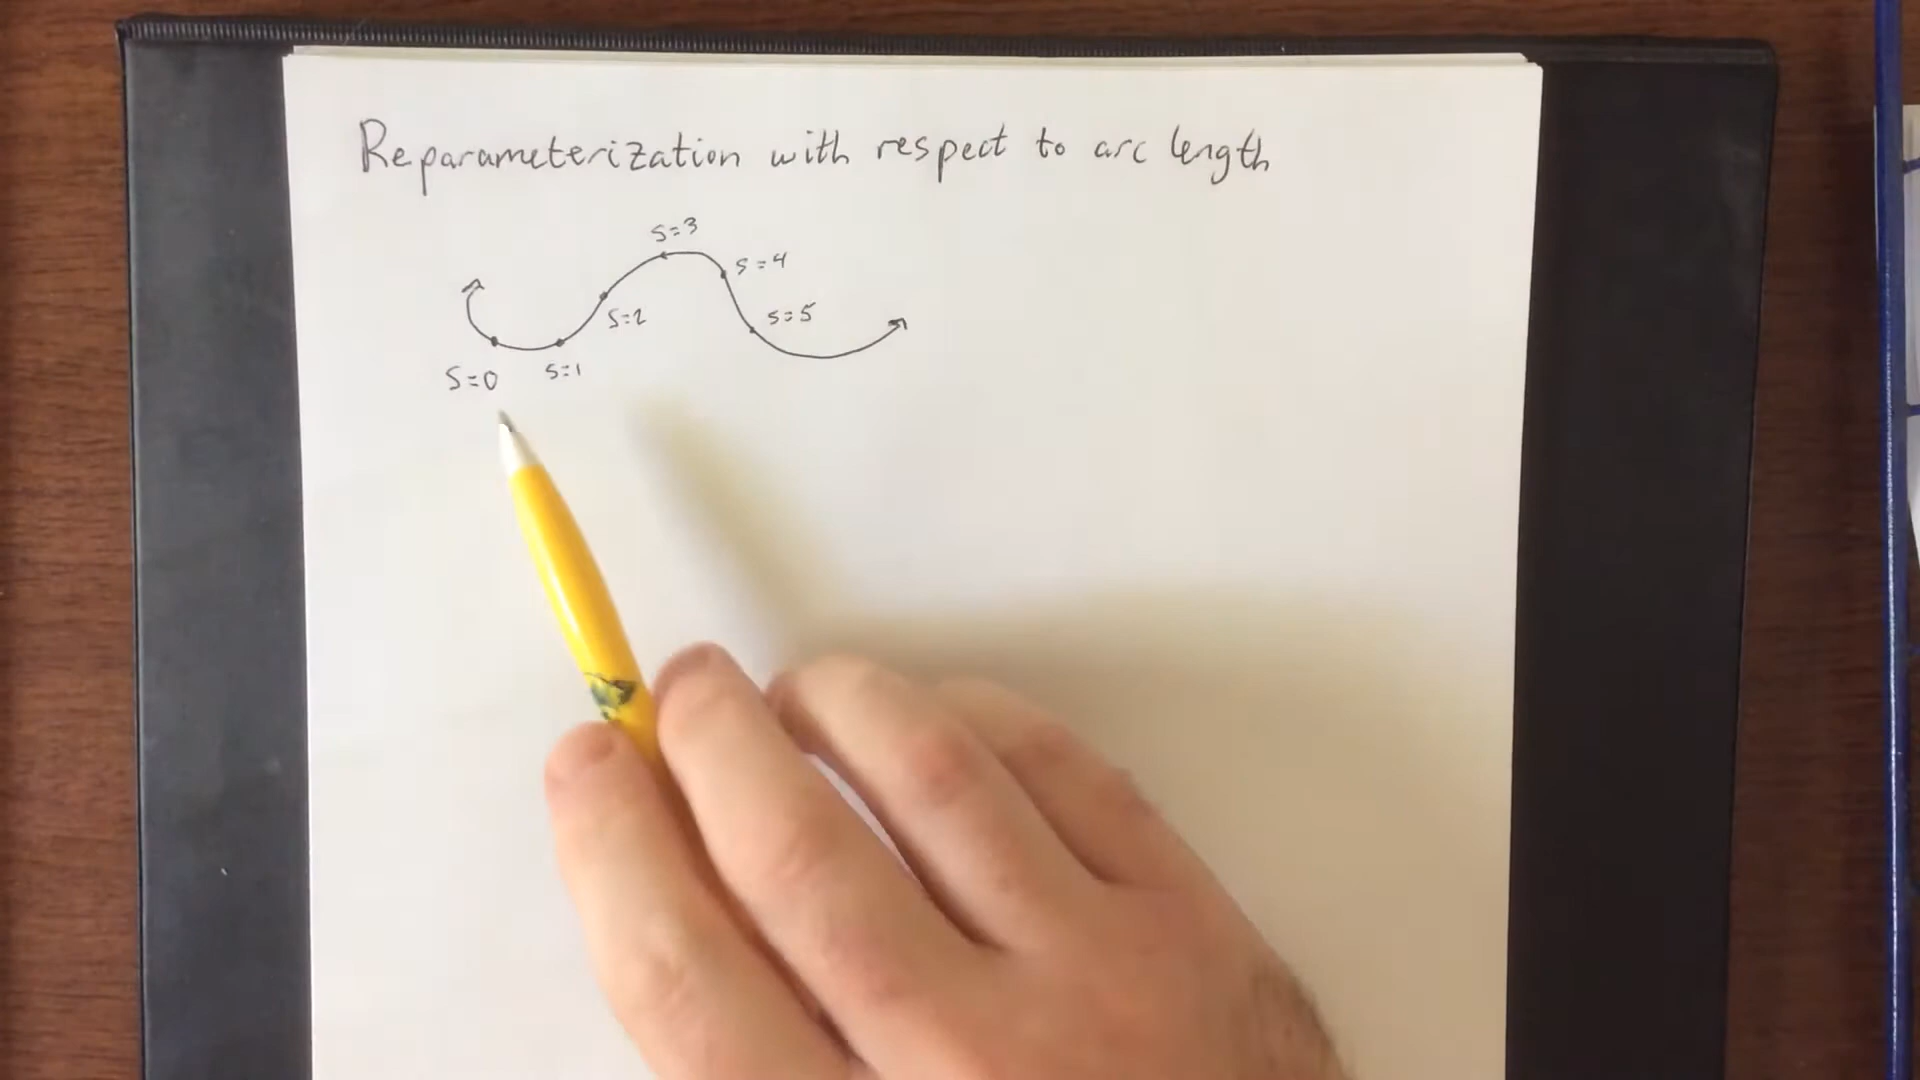 Reparameterization with respect to arc length
S=3
S=4
S=2
S=5
S=0
S=1